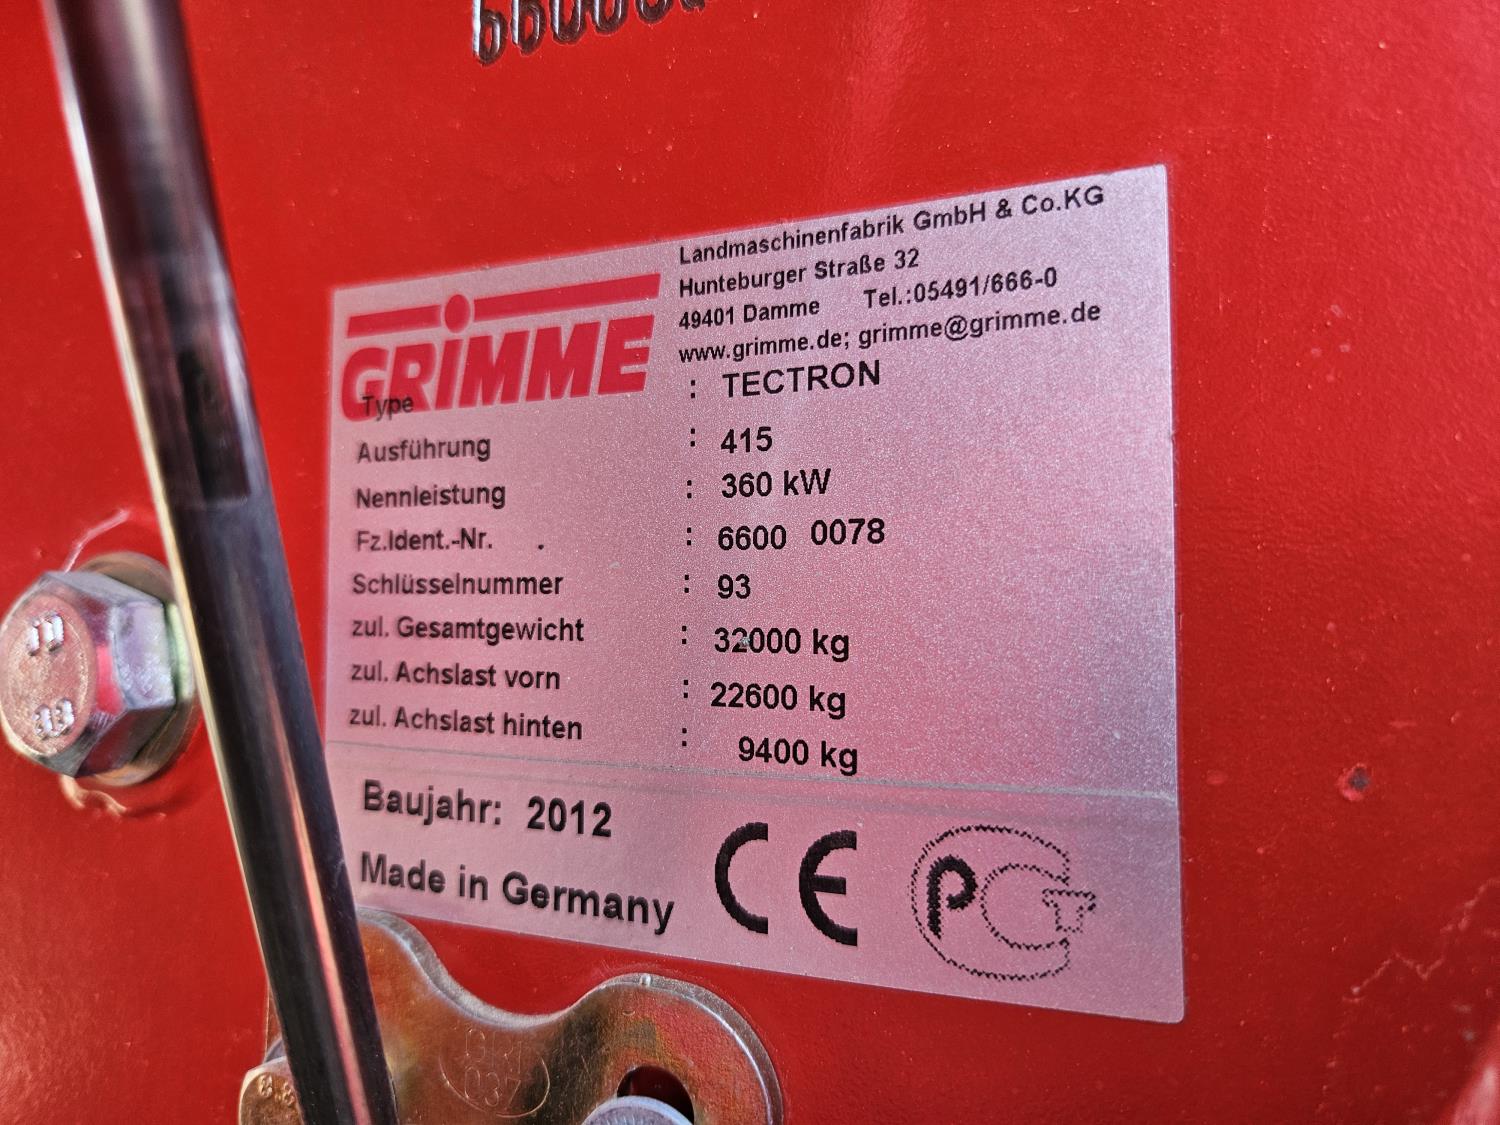 Landmaschinenfabrik GmbH & Co.KG
Hunteburger Straße 32
49401 Damme Tel.:05491/666-0
www.grimme.de; grimme@grimme.de
GRIMME
Type : TECTRON
Ausführung : 415
Nennleistung : 360 kW
Fz.Ident.-Nr. . : 6600 0078
Schlüsselnummer : 93
zul. Gesamtgewicht : 32000 kg
zul. Achslast vorn : 22600 kg
zul. Achslast hinten : 9400 kg
Baujahr: 2012
Made in Germany CE